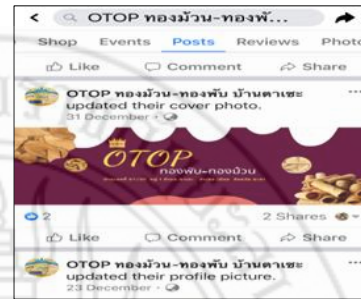 OTOP ทองม้วน-ทองพั...
Shop Events Posts Reviews Photo
Like Comment Share
OTOP ทองม้วน-ทองพับ บ้านตาเซะ
updated their cover photo.
31 December
OTOP
ทองพับ-ทองม้วน
2 2 Shares
Like Comment Share
OTOP ทองม้วน-ทองพับ บ้านตาเซะ
updated their profile picture.
23 December